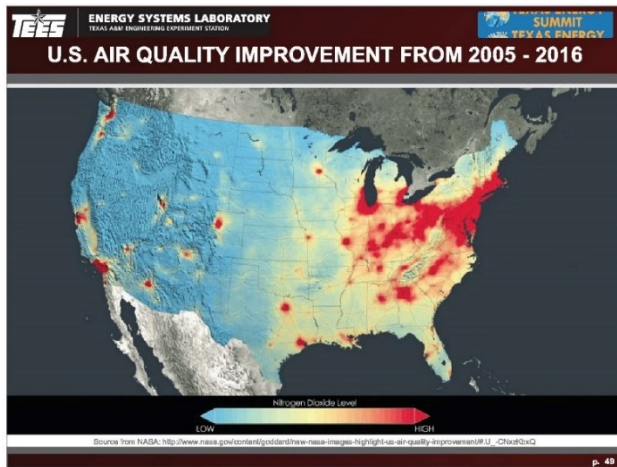 TEES
ENERGY SYSTEMS LABORATORY
TEXAS A&M ENGINEERING EXPERIMENT STATION
TEXAS ENERGY
SUMMIT
TEXAS ENERGY
U.S. AIR QUALITY IMPROVEMENT FROM 2005 - 2016
Nitrogen Dioxide Level
LOW
HIGH
Source from NASA: http://www.nasa.gov/content/goddard/new-nasa-images-highlight-us-air-quality-improvement/#.U_-CNxdXbxQ
p. 49